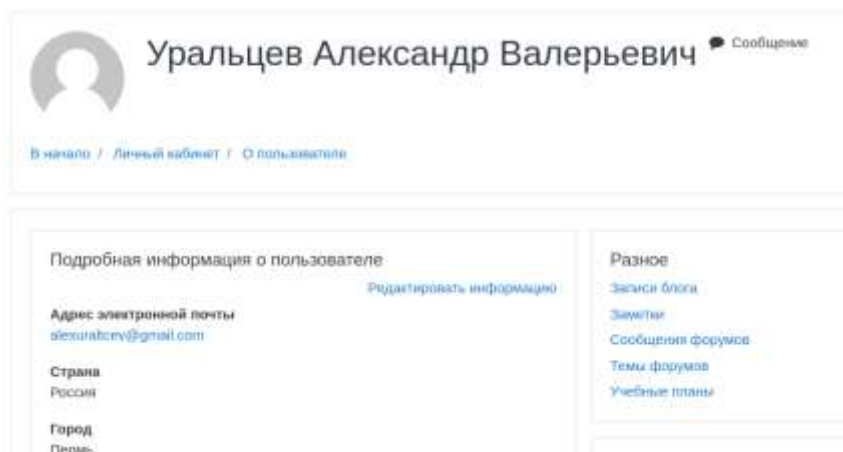 Уральцев Александр Валерьевич
Сообщение
В начало / Личный кабинет / О пользователе
Подробная информация о пользователе
Редактировать информацию
Адрес электронной почты
alexuraltcev@gmail.com
Страна
Россия
Город
Пермь
Разное
Записи блога
Заметки
Сообщения форумов
Темы форумов
Учебные планы